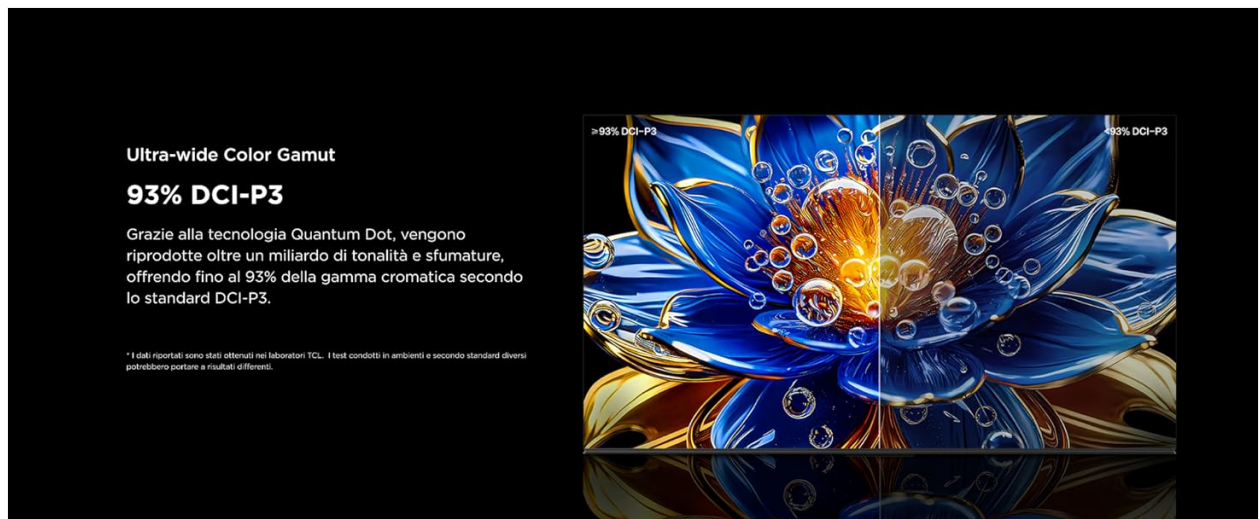 Ultra-wide Color Gamut
93% DCI-P3
Grazie alla tecnologia Quantum Dot, vengono
riprodotte oltre un miliardo di tonalità e sfumature,
offrendo fino al 93% della gamma cromatica secondo
lo standard DCI-P3.
* I dati riportati sono stati ottenuti nei laboratori TCL. I test condotti in ambienti e secondo standard diversi
potrebbero portare a risultati differenti.
≥93% DCI-P3
<93% DCI-P3